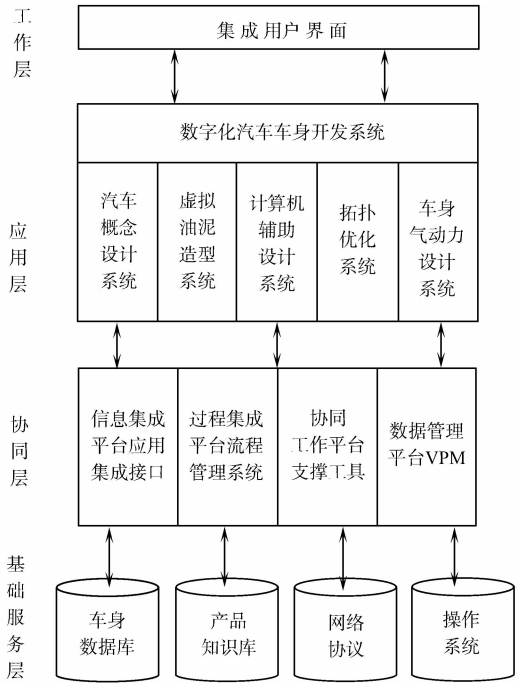 工作层
集成用户界面
数字化汽车车身开发系统
应用层
汽车
概念
设计
系统
虚拟
油泥
造型
系统
计算机
辅助
设计
系统
拓扑
优化
系统
车身
气动力
设计
系统
协同层
信息集成
平台应用
集成接口
过程集成
平台流程
管理系统
协同
工作平台
支撑工具
数据管理
平台VPM
基础服务层
车身
数据库
产品
知识库
网络
协议
操作
系统